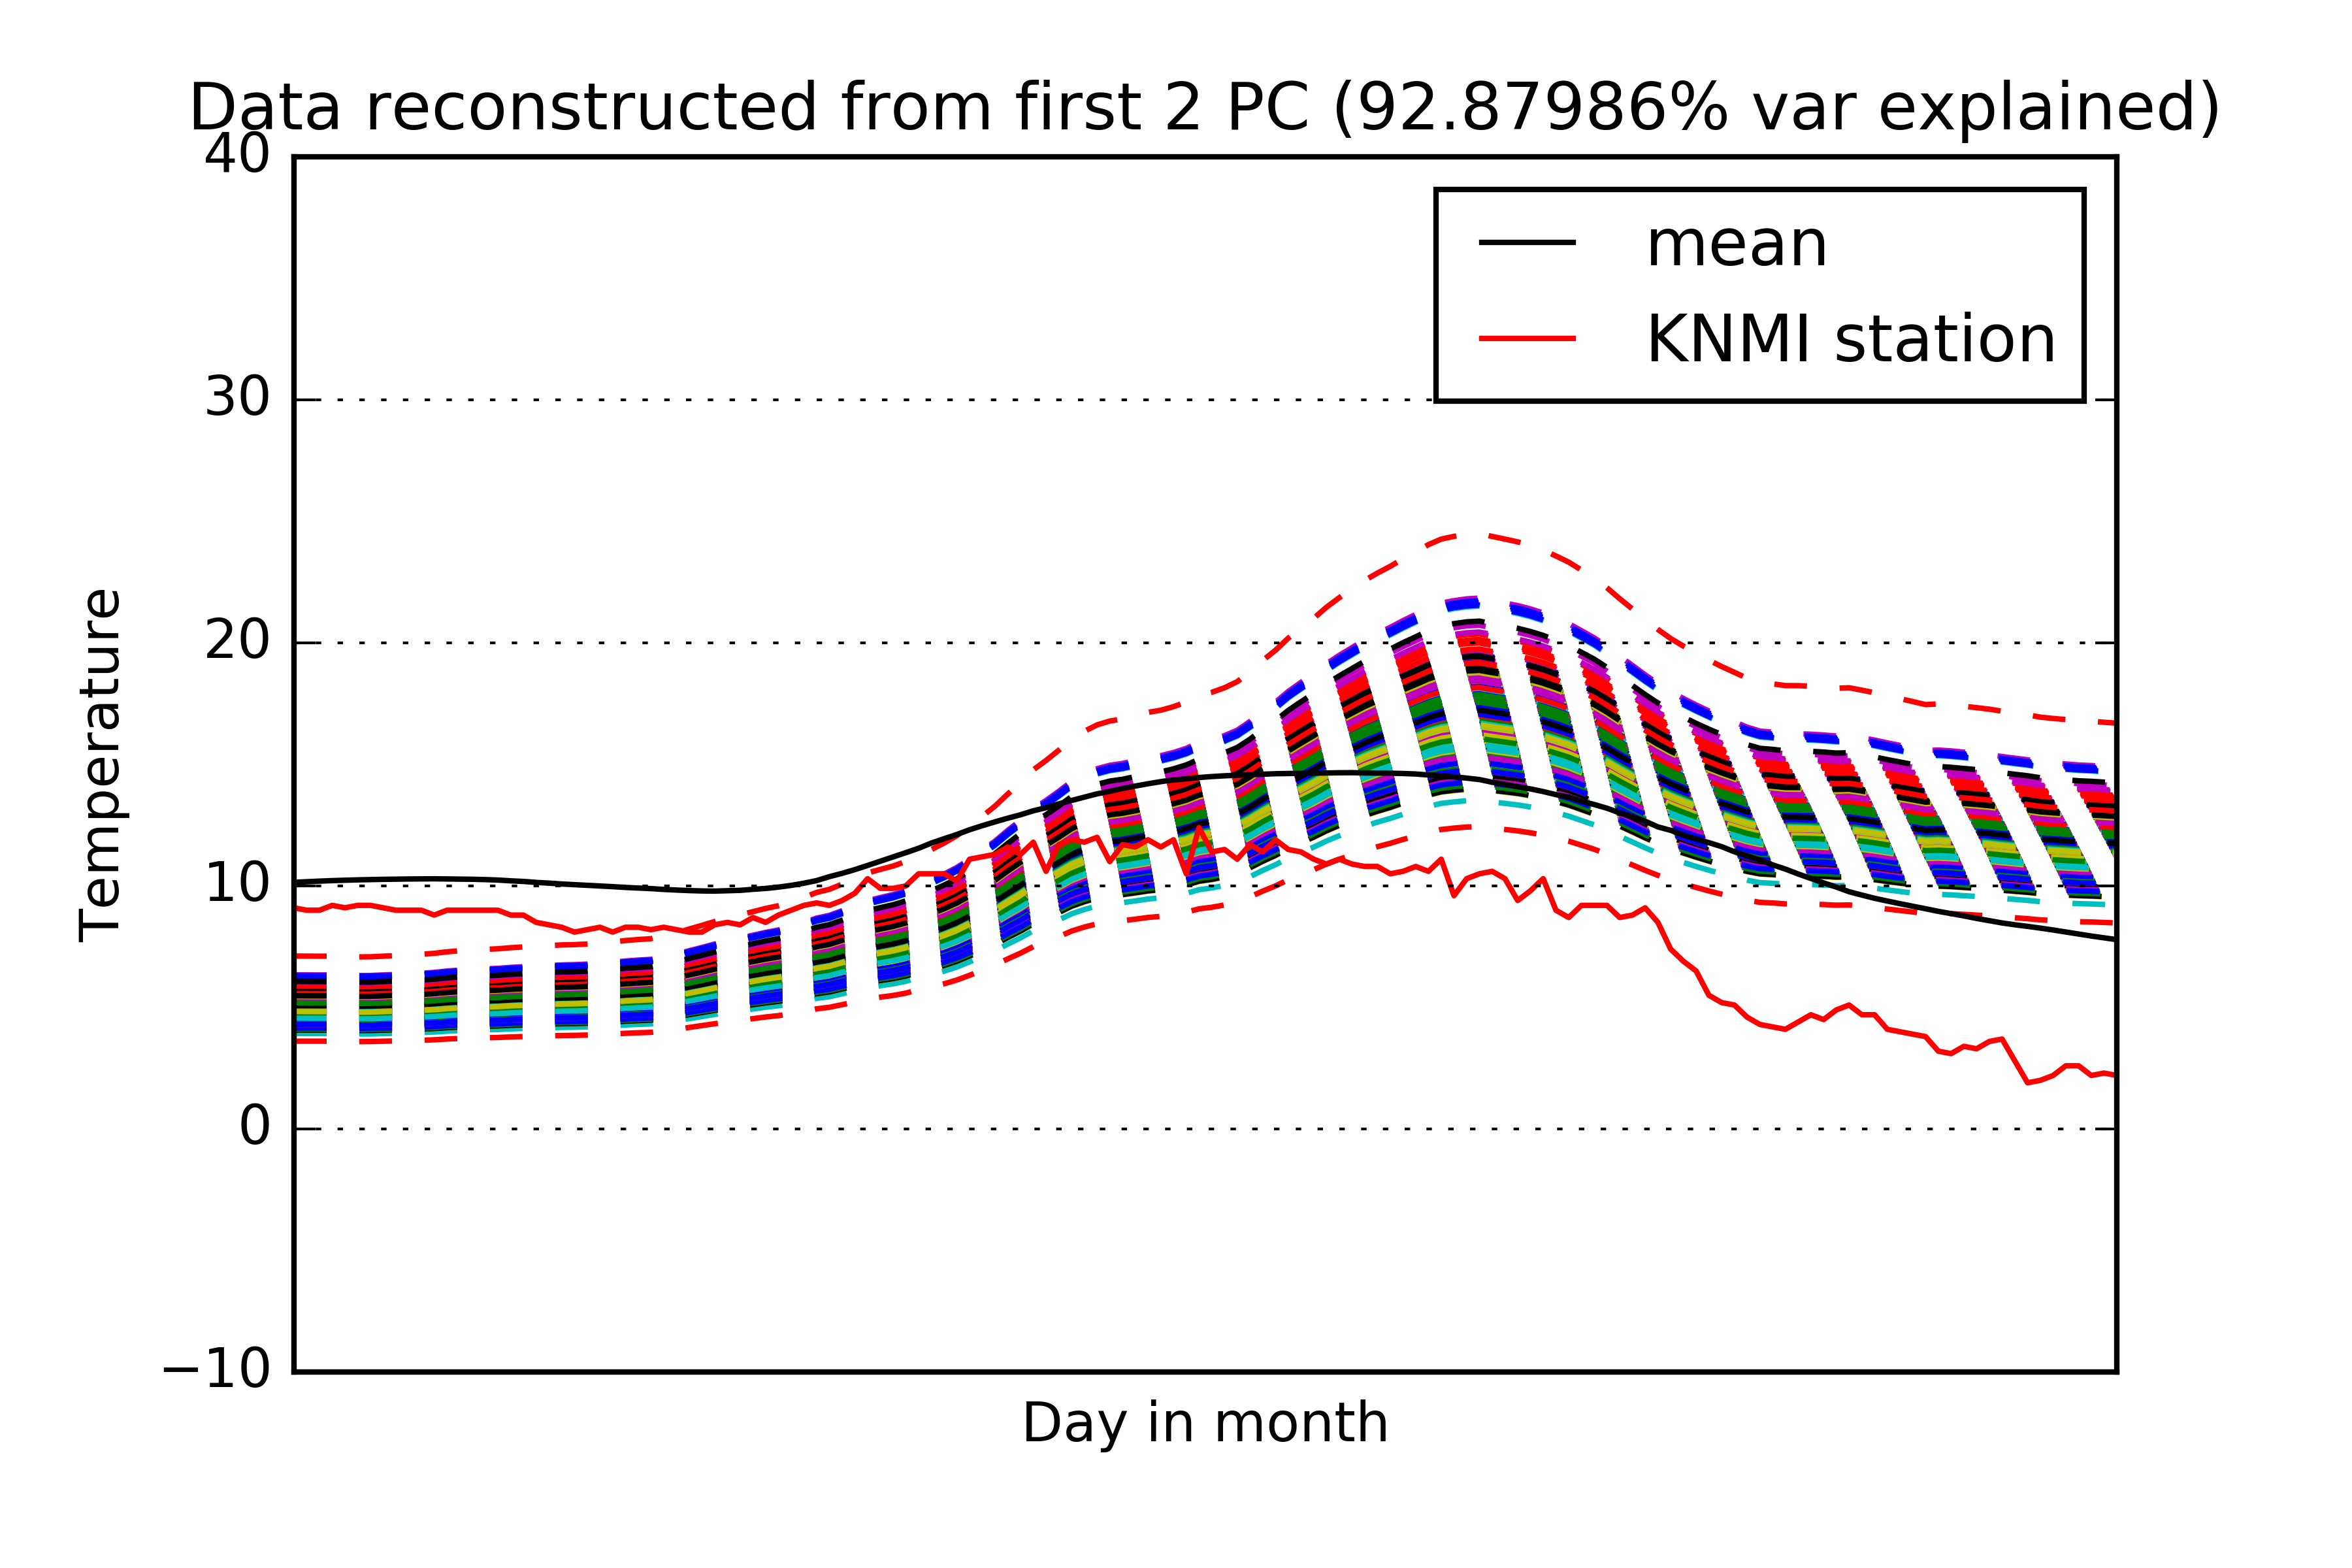 Data reconstructed from first 2 PC (92.87986% var explained)
40
30
20
10
0
−10
Temperature
Day in month
mean
KNMI station